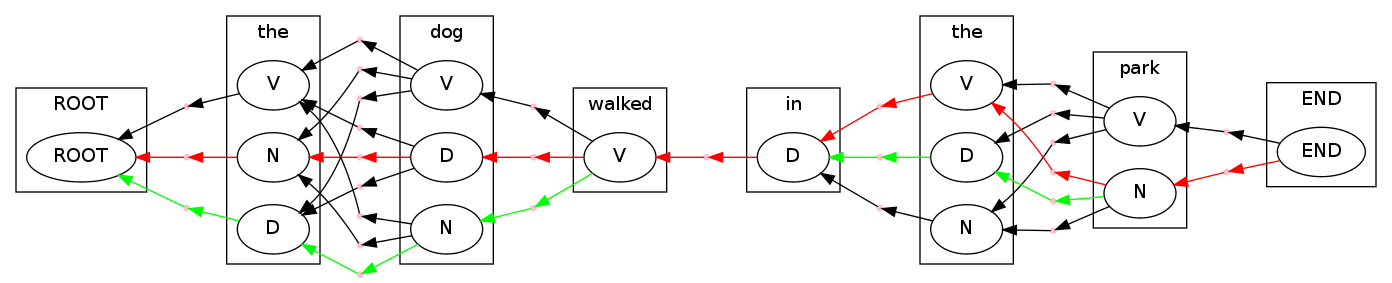 ROOT
ROOT
the
V
N
D
dog
V
D
N
walked
V
in
D
the
V
D
N
park
V
N
END
END